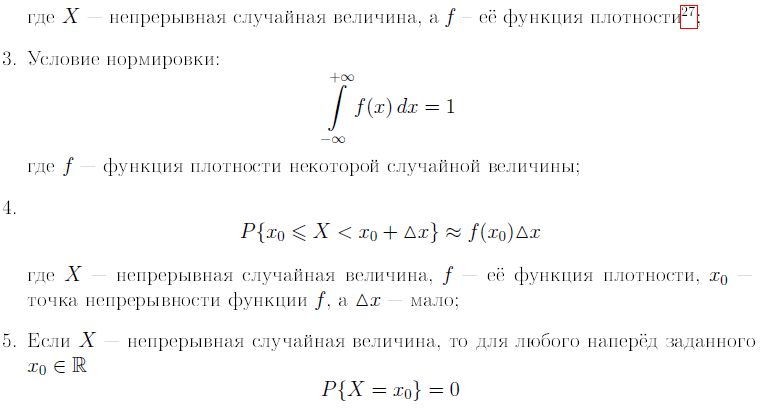 где X — непрерывная случайная величина, а f – её функция плотности²⁷;
3. Условие нормировки:
+∞
∫ f(x) dx = 1
−∞
где f — функция плотности некоторой случайной величины;
4.
P{x₀ ⩽ X < x₀ + △x} ≈ f(x₀)△x
где X — непрерывная случайная величина, f — её функция плотности, x₀ —
точка непрерывности функции f, а △x — мало;
5. Если X — непрерывная случайная величина, то для любого наперёд заданного
x₀ ∈ ℝ
P{X = x₀} = 0